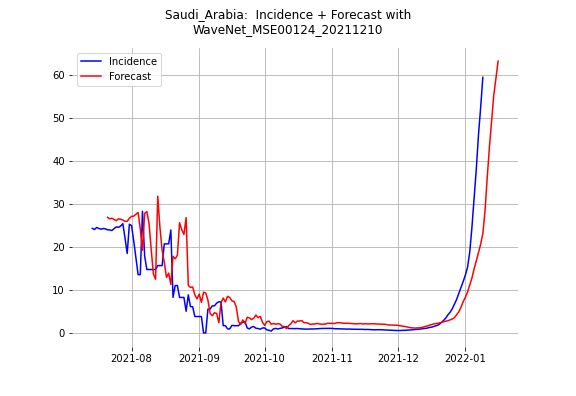 Saudi_Arabia:  Incidence + Forecast with
WaveNet_MSE00124_20211210
Incidence
Forecast
60
50
40
30
20
10
0
2021-08 2021-09 2021-10 2021-11 2021-12 2022-01